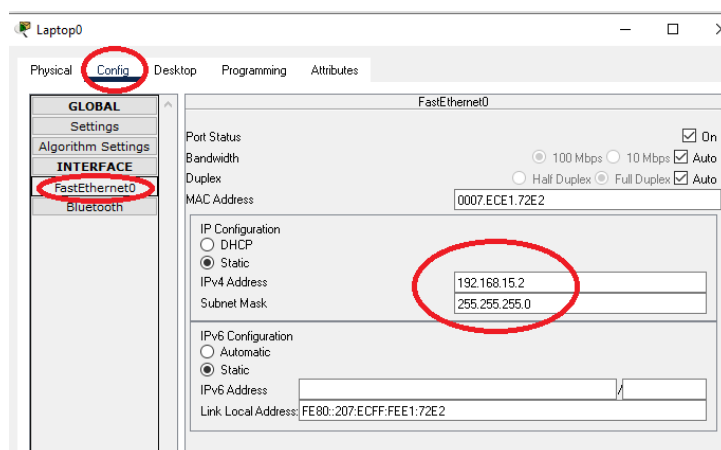 Laptop0
Physical Config Desktop Programming Attributes
GLOBAL
Settings
Algorithm Settings
INTERFACE
FastEthernet0
Bluetooth
FastEthernet0
Port Status On
Bandwidth 100 Mbps 10 Mbps Auto
Duplex Half Duplex Full Duplex Auto
MAC Address 0007.ECE1.72E2
IP Configuration
DHCP
Static
IPv4 Address 192.168.15.2
Subnet Mask 255.255.255.0
IPv6 Configuration
Automatic
Static
IPv6 Address /
Link Local Address: FE80::207:ECFF:FEE1:72E2